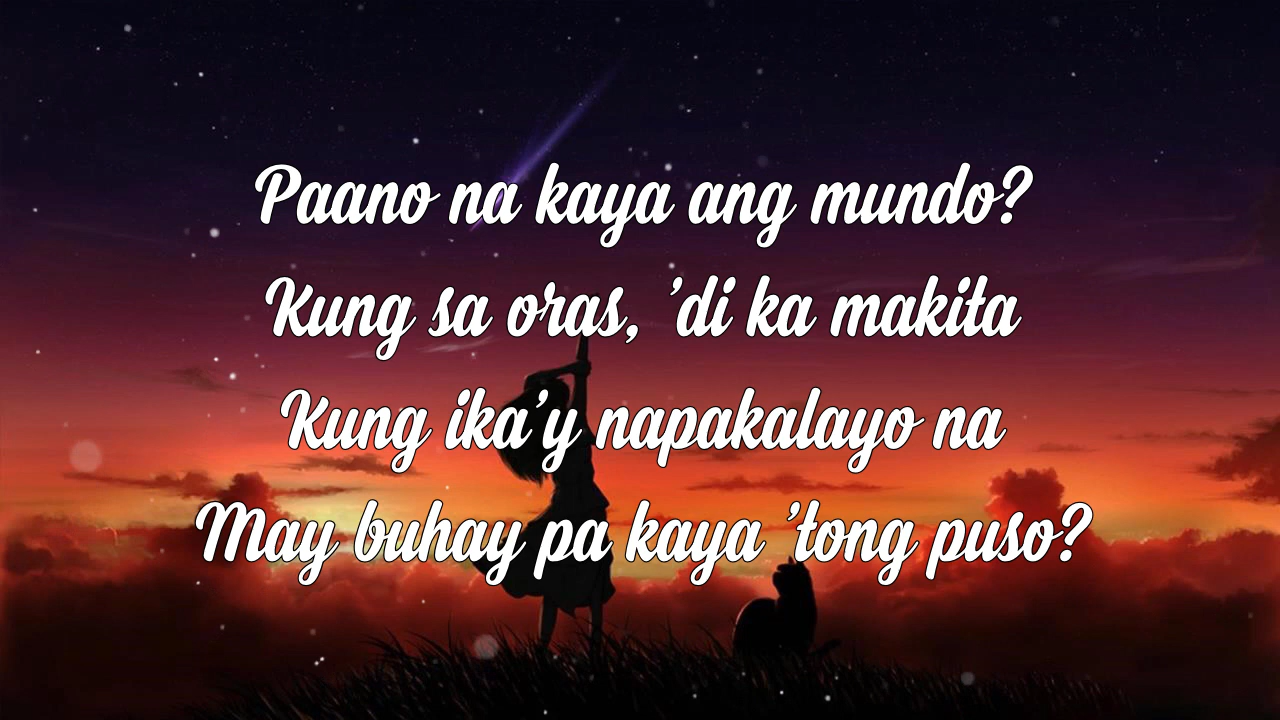 Paano na kaya ang mundo?
Kung sa oras, 'di ka makita
Kung ika'y napakalayo na
May buhay pa kaya 'tong puso?